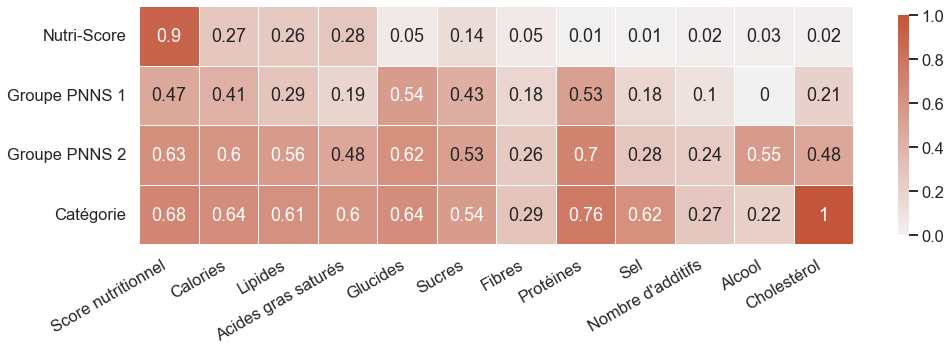 Nutri-Score 0.9 0.27 0.26 0.28 0.05 0.14 0.05 0.01 0.01 0.02 0.03 0.02
Groupe PNNS 1 0.47 0.41 0.29 0.19 0.54 0.43 0.18 0.53 0.18 0.1 0 0.21
Groupe PNNS 2 0.63 0.6 0.56 0.48 0.62 0.53 0.26 0.7 0.28 0.24 0.55 0.48
Catégorie 0.68 0.64 0.61 0.6 0.64 0.54 0.29 0.76 0.62 0.27 0.22 1
Score nutritionnel
Calories
Lipides
Acides gras saturés
Glucides
Sucres
Fibres
Protéines
Sel
Nombre d'additifs
Alcool
Cholestérol
1.0
0.8
0.6
0.4
0.2
0.0